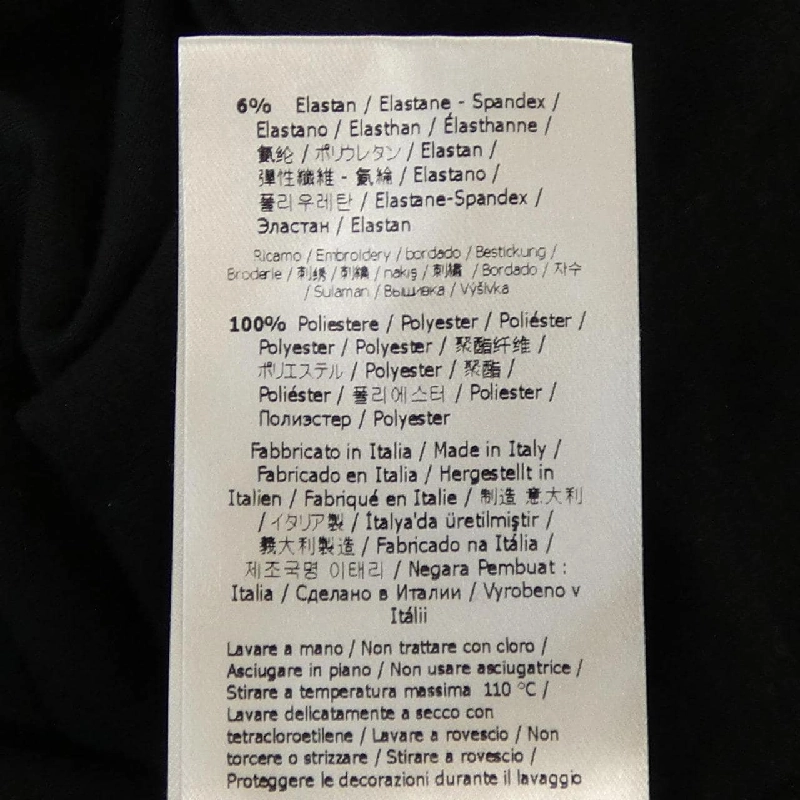 6% Elastan / Elastane - Spandex /
Elastano / Elasthan / Élasthanne /
氨纶 / ポリウレタン / Elastan /
彈性纖維 - 氨綸 / Elastano /
폴리우레탄 / Elastane-Spandex /
Эластан / Elastan
Ricamo / Embroidery / bordado / Bestickung /
Broderie / 刺绣 / 刺繍 / nakış / 刺繡 / Bordado / 자수
/ Sulaman / Вышивка / Výšivka
100% Poliestere / Polyester / Poliéster /
Polyester / Polyester / 聚酯纤维 /
ポリエステル / Polyester / 聚酯 /
Poliéster / 폴리에스터 / Poliester /
Полиэстер / Polyester
Fabbricato in Italia / Made in Italy /
Fabricado en Italia / Hergestellt in
Italien / Fabriqué en Italie / 制造 意大利
/ イタリア製 / İtalya'da üretilmiştir /
義大利製造 / Fabricado na Itália /
제조국명 이태리 / Negara Pembuat :
Italia / Сделано в Италии / Vyrobeno v
Itálii
Lavare a mano / Non trattare con cloro /
Asciugare in piano / Non usare asciugatrice /
Stirare a temperatura massima 110 °C /
Lavare delicatamente a secco con
tetracloroetilene / Lavare a rovescio / Non
torcere o strizzare / Stirare a rovescio /
Proteggere le decorazioni durante il lavaggio